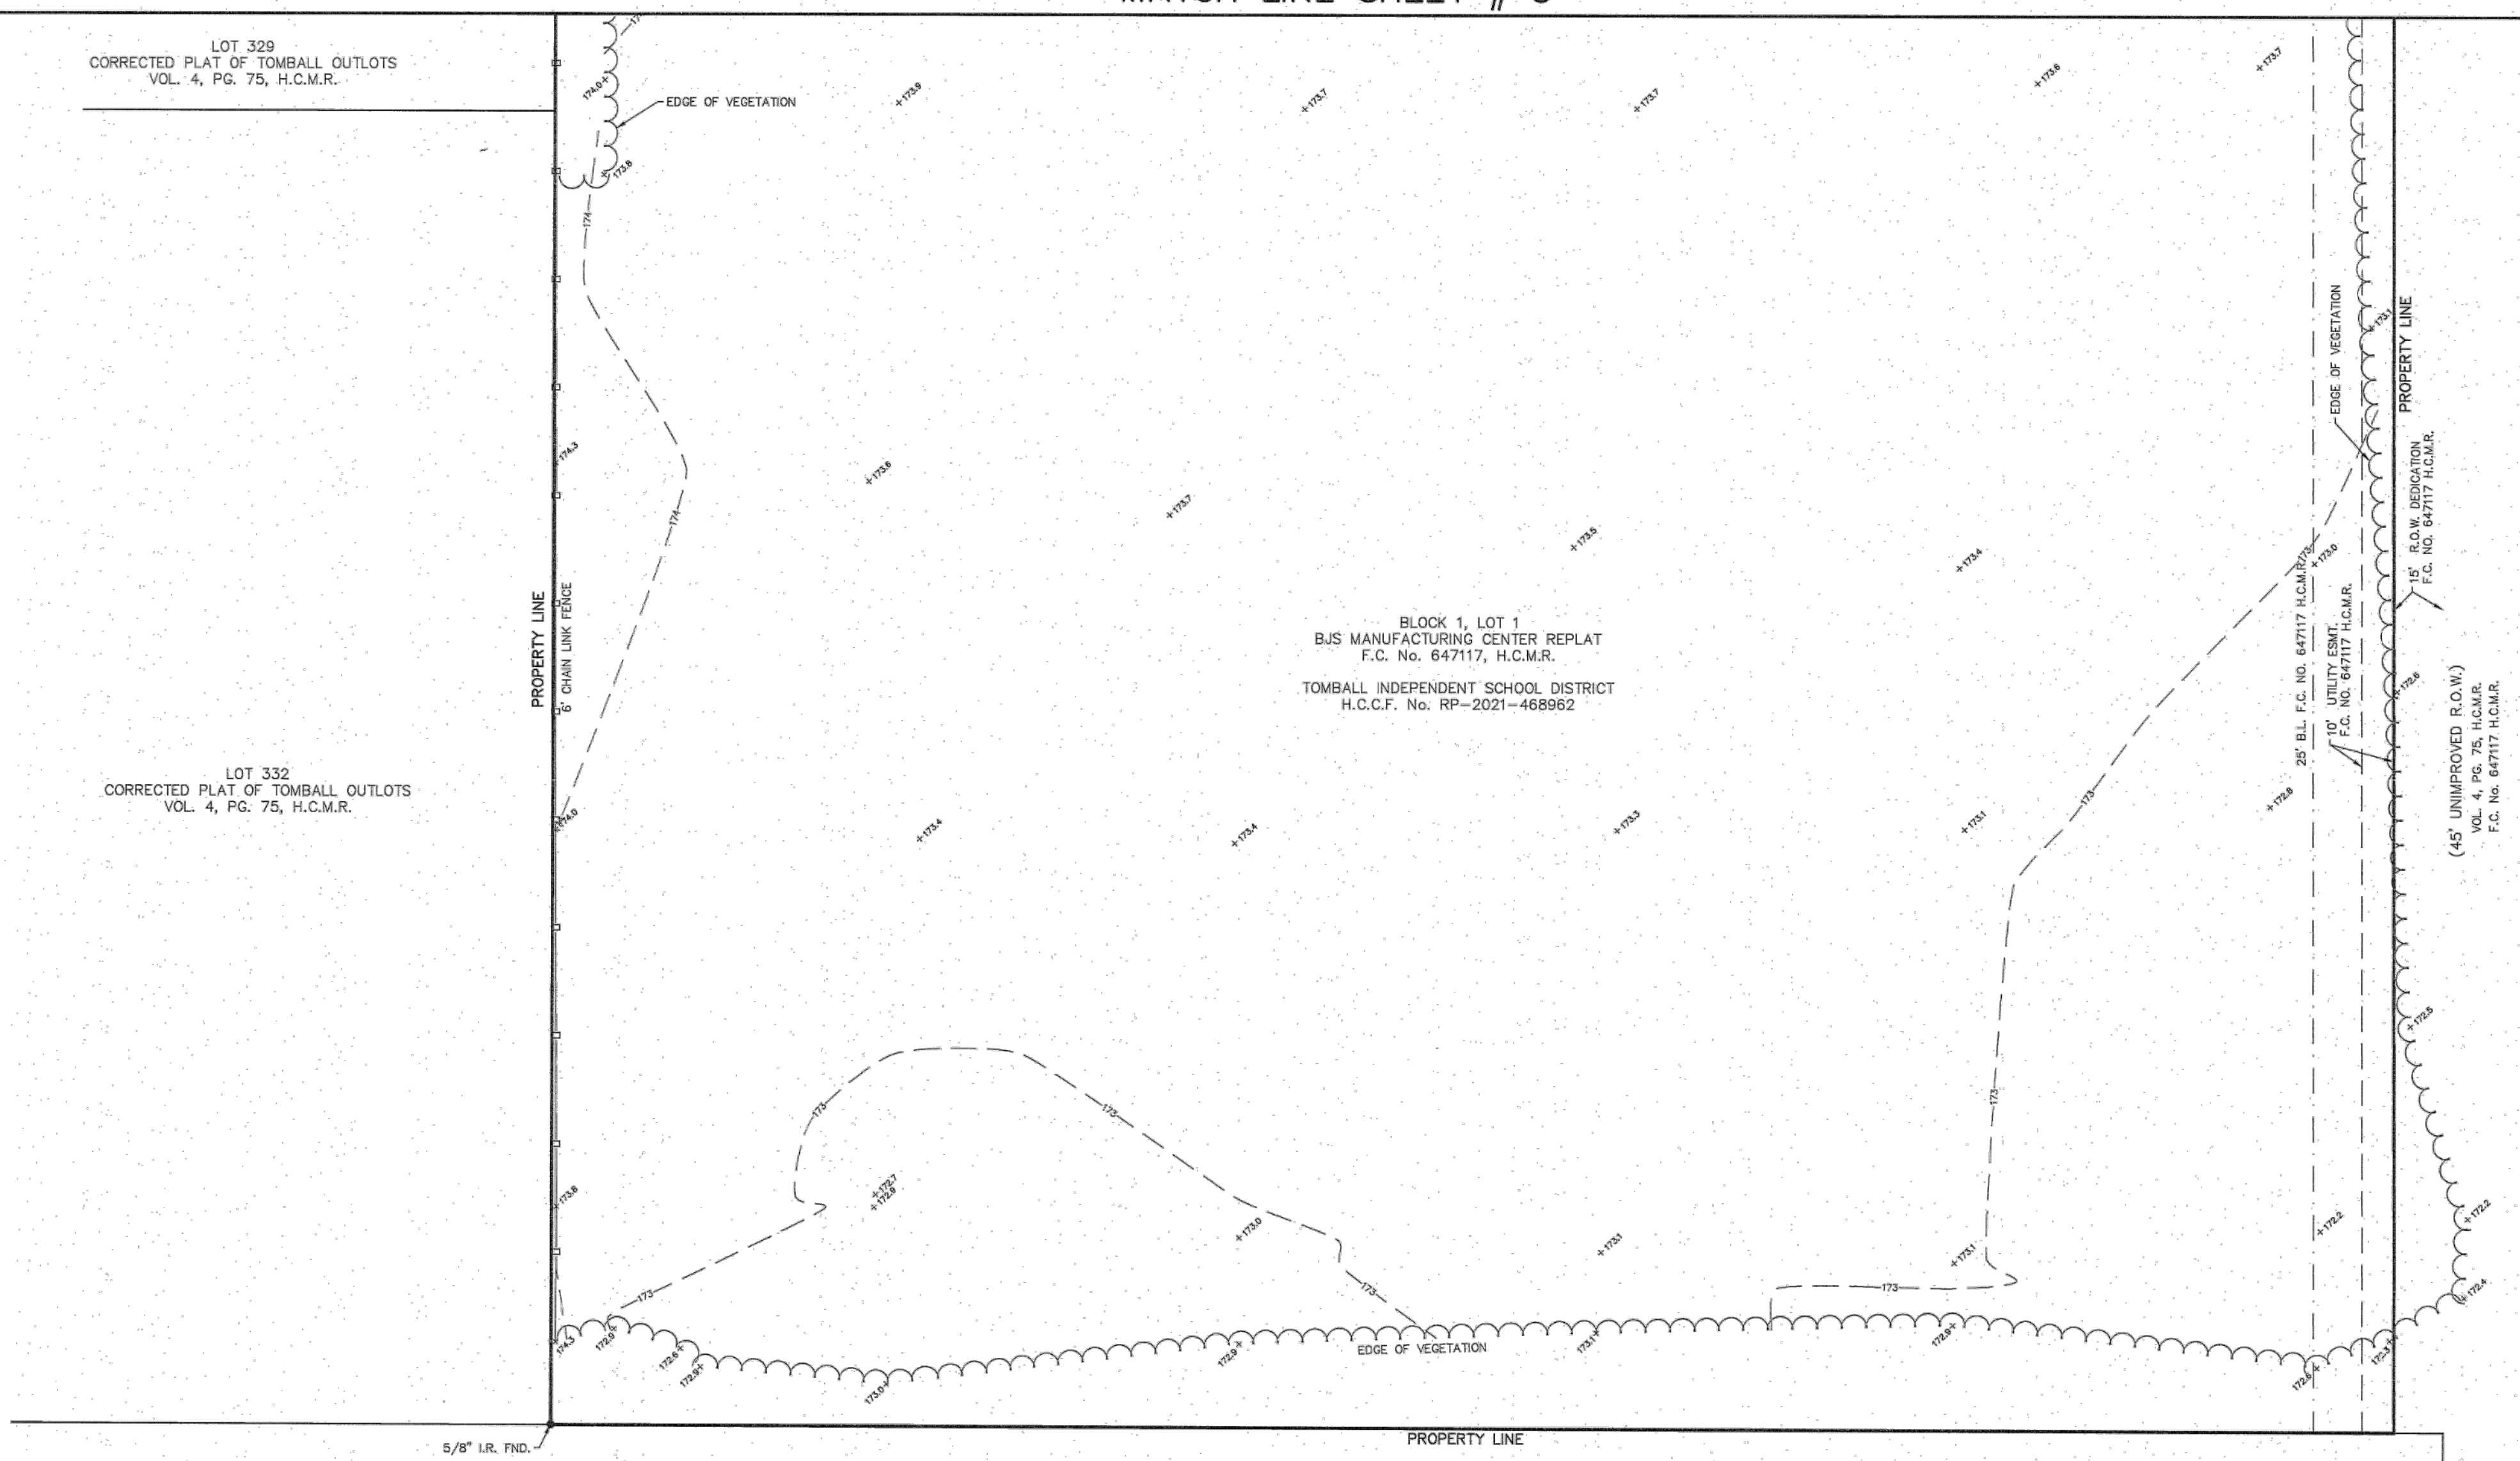 LOT 329
CORRECTED PLAT OF TOMBALL OUTLOTS
VOL. 4, PG. 75, H.C.M.R.
EDGE OF VEGETATION
174.0
+173.9
+173.7
+173.7
+173.6
+173.7
+173.8
174
174.3
174
+173.6
+173.7
+173.5
+173.4
173
+173.0
+173.1
EDGE OF VEGETATION
PROPERTY LINE
15' R.O.W. DEDICATION
F.C. NO. 647117 H.C.M.R.
PROPERTY LINE
6' CHAIN LINK FENCE
BLOCK 1, LOT 1
BJS MANUFACTURING CENTER REPLAT
F.C. No. 647117, H.C.M.R.
TOMBALL INDEPENDENT SCHOOL DISTRICT
H.C.C.F. No. RP-2021-468962
25' B.L. F.C. NO. 647117 H.C.M.R.
10' UTILITY ESMT.
F.C. NO. 647117 H.C.M.R.
+172.6
(45' UNIMPROVED R.O.W.)
VOL. 4, PG. 75, H.C.M.R.
F.C. No. 647117 H.C.M.R.
LOT 332
CORRECTED PLAT OF TOMBALL OUTLOTS
VOL. 4, PG. 75, H.C.M.R.
174.0
+173.4
+173.4
+173.3
+173.1
173
+172.8
+172.5
173
173
173
+173.8
+172.7
+172.9
+173.0
+173.1
+173.1
+172.2
+172.2
173
173
173
+172.4
174.3
172.9+
172.6+
172.9+
173.0+
172.9+
EDGE OF VEGETATION
173.1+
172.9+
172.6+
172.3+
5/8" I.R. FND.
PROPERTY LINE